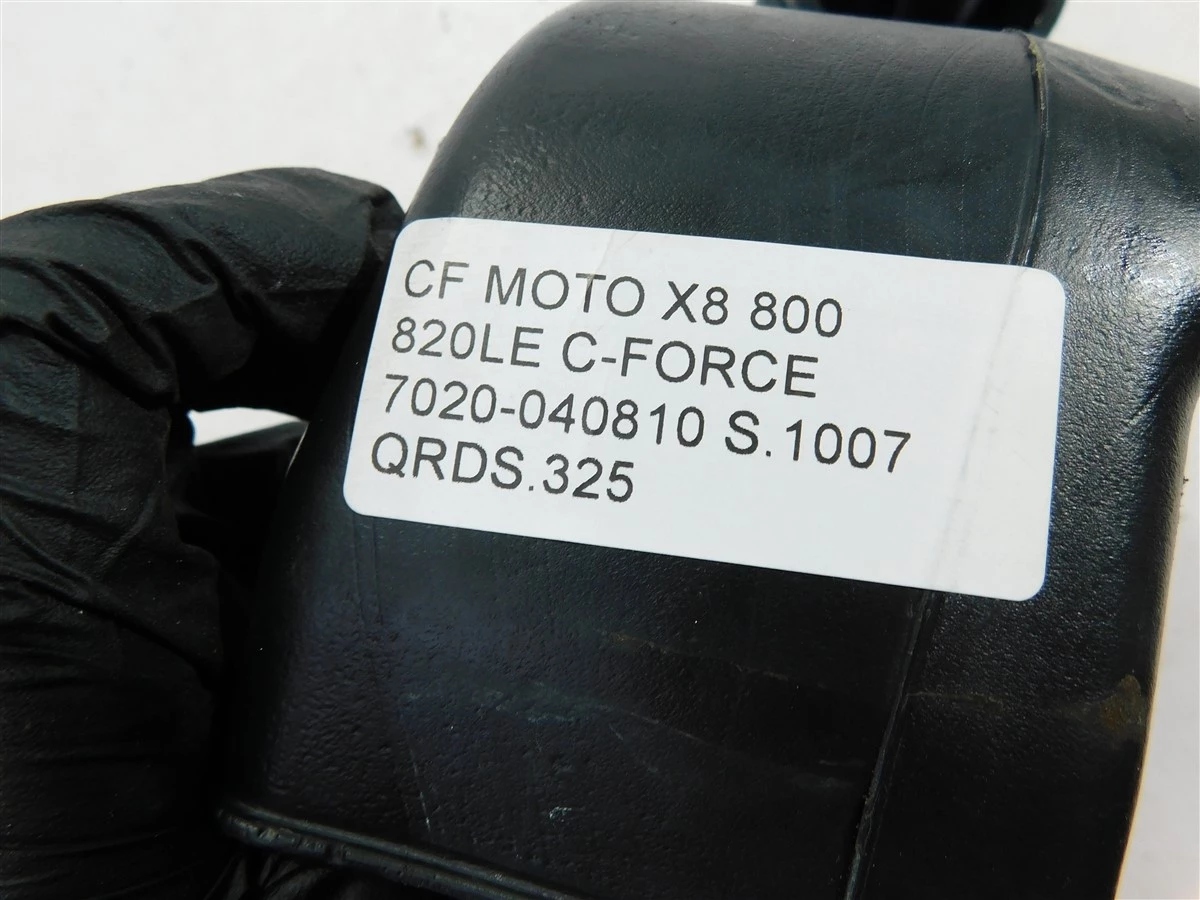 CF MOTO X8 800
820LE C-FORCE
7020-040810 S.1007
QRDS.325